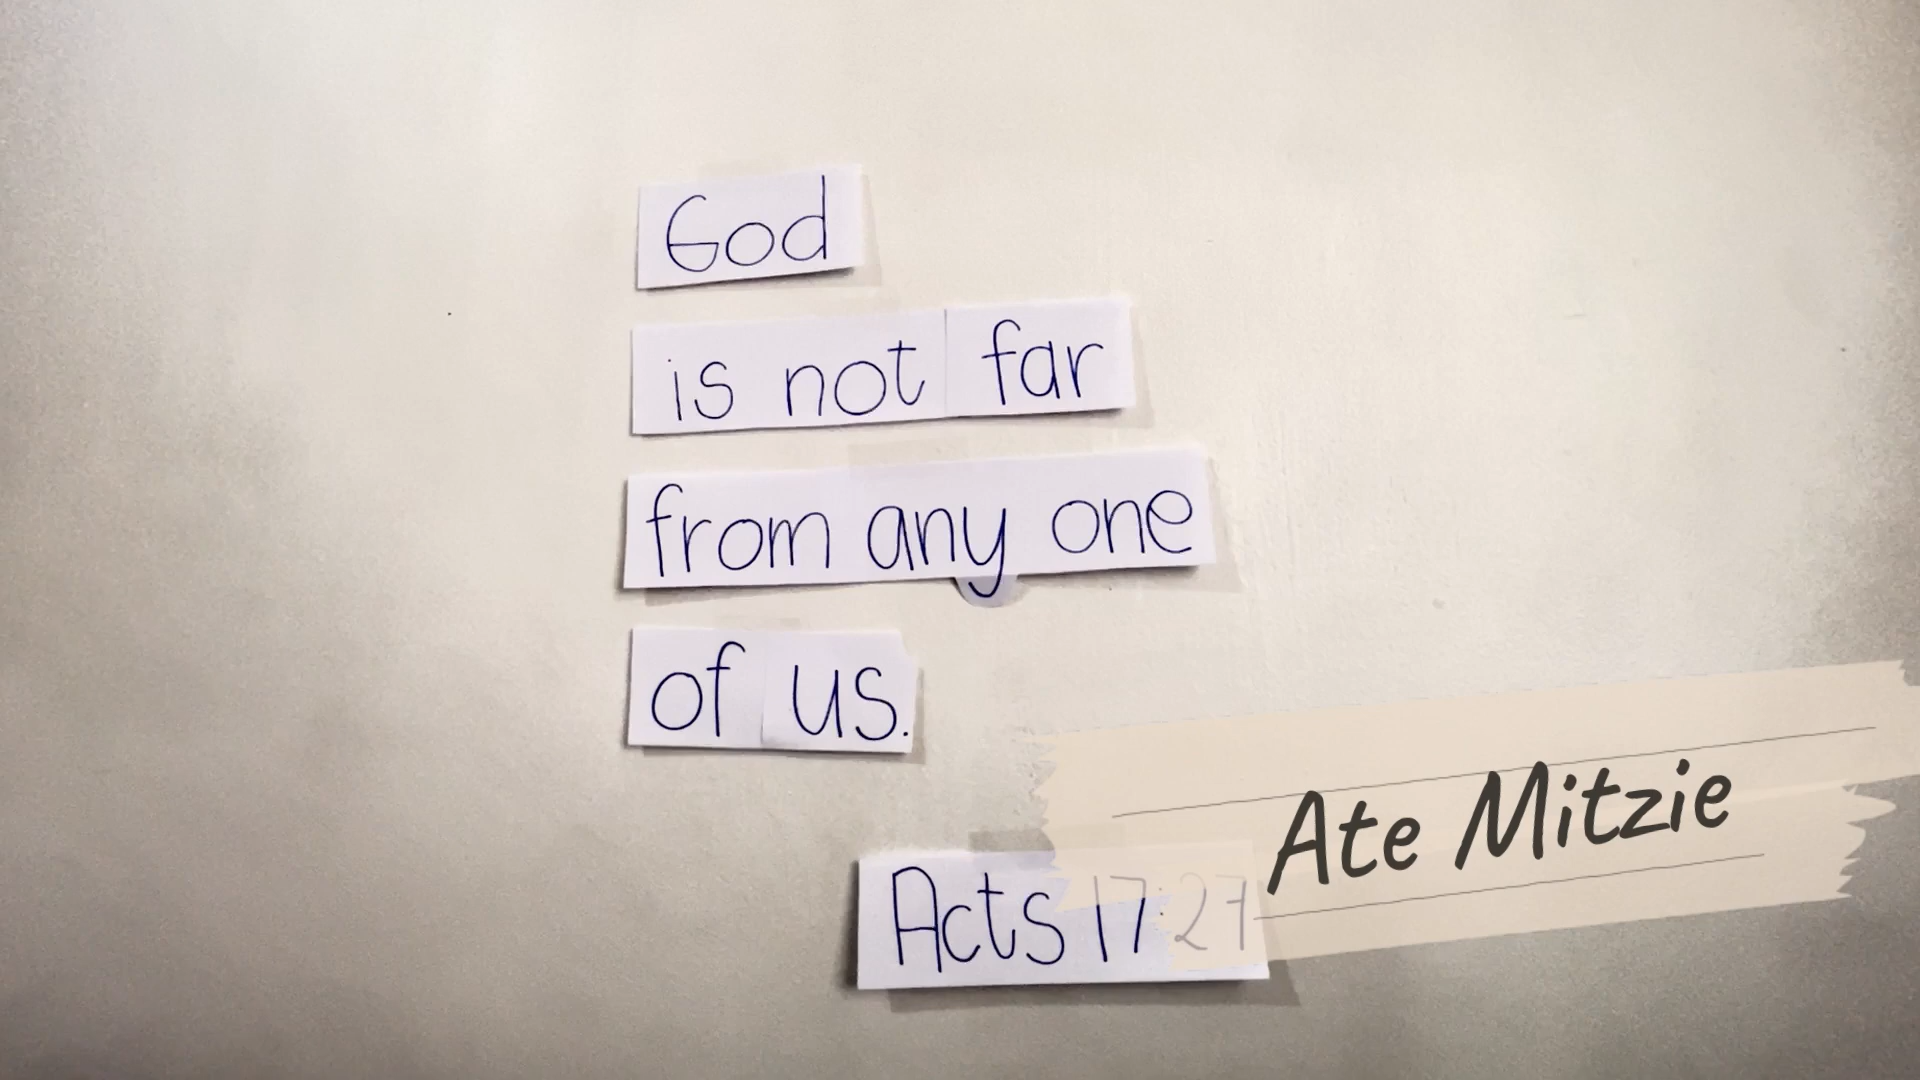 God
is not far
from any one
of us.
Acts 17:27
Ate Mitzie